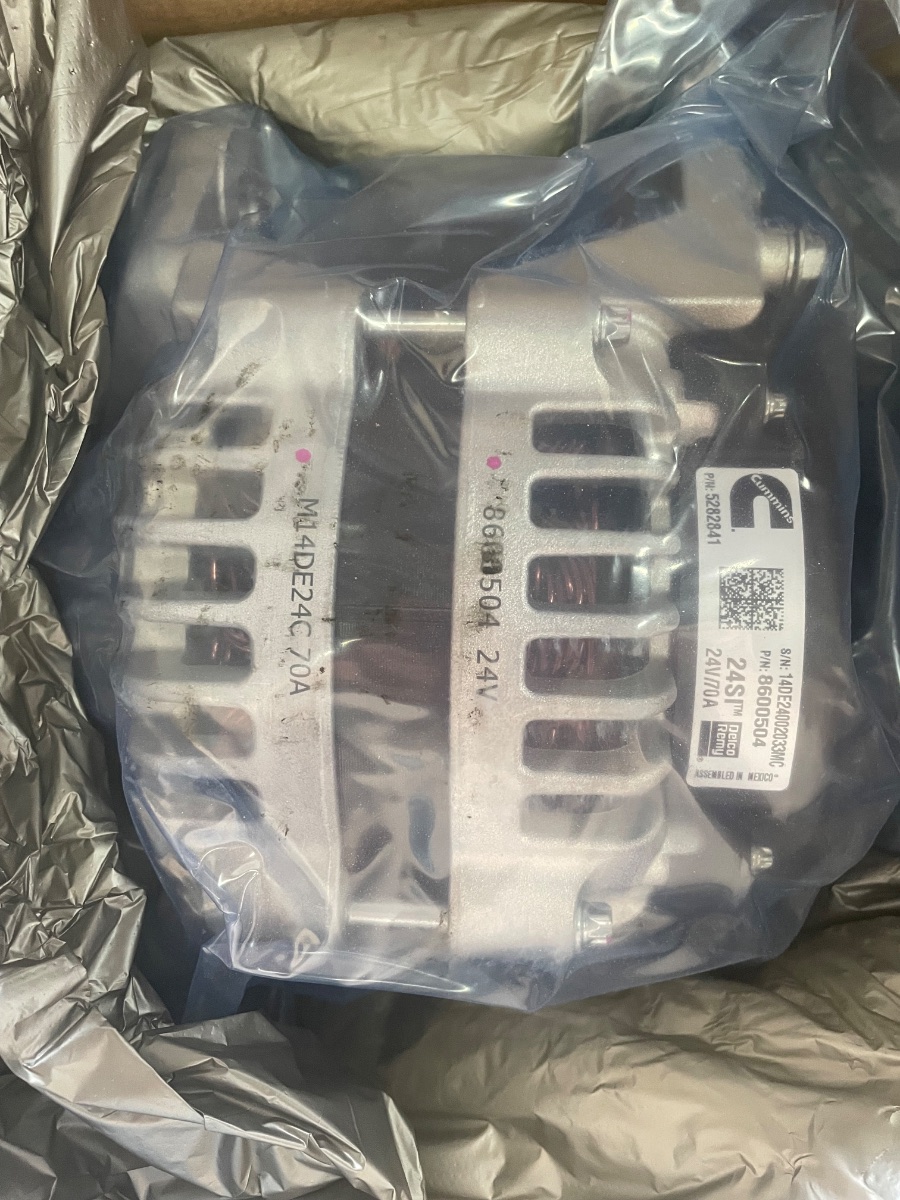 M14DE24C 70A
8600504 24V
Cummins
P/N: 5282841
S/N: 14DE24002033MC
P/N: 8600504
24SI™
24V/70A
Delco
Remy
ASSEMBLED IN MEXICO